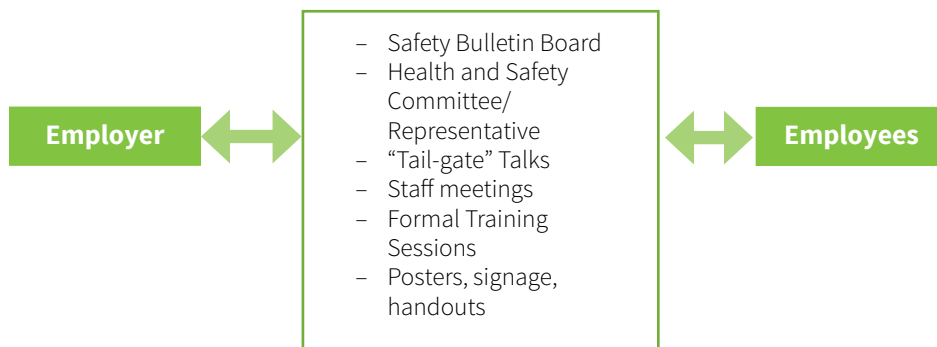 Employer
– Safety Bulletin Board
– Health and Safety
Committee/
Representative
– “Tail-gate” Talks
– Staff meetings
– Formal Training
Sessions
– Posters, signage,
handouts
Employees